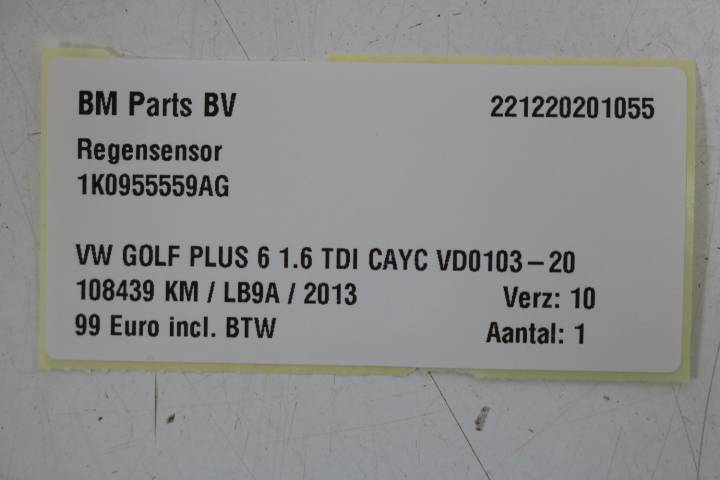 BM Parts BV 221220201055
Regensensor
1K0955559AG
VW GOLF PLUS 6 1.6 TDI CAYC VD0103-20
108439 KM / LB9A / 2013 Verz: 10
99 Euro incl. BTW Aantal: 1